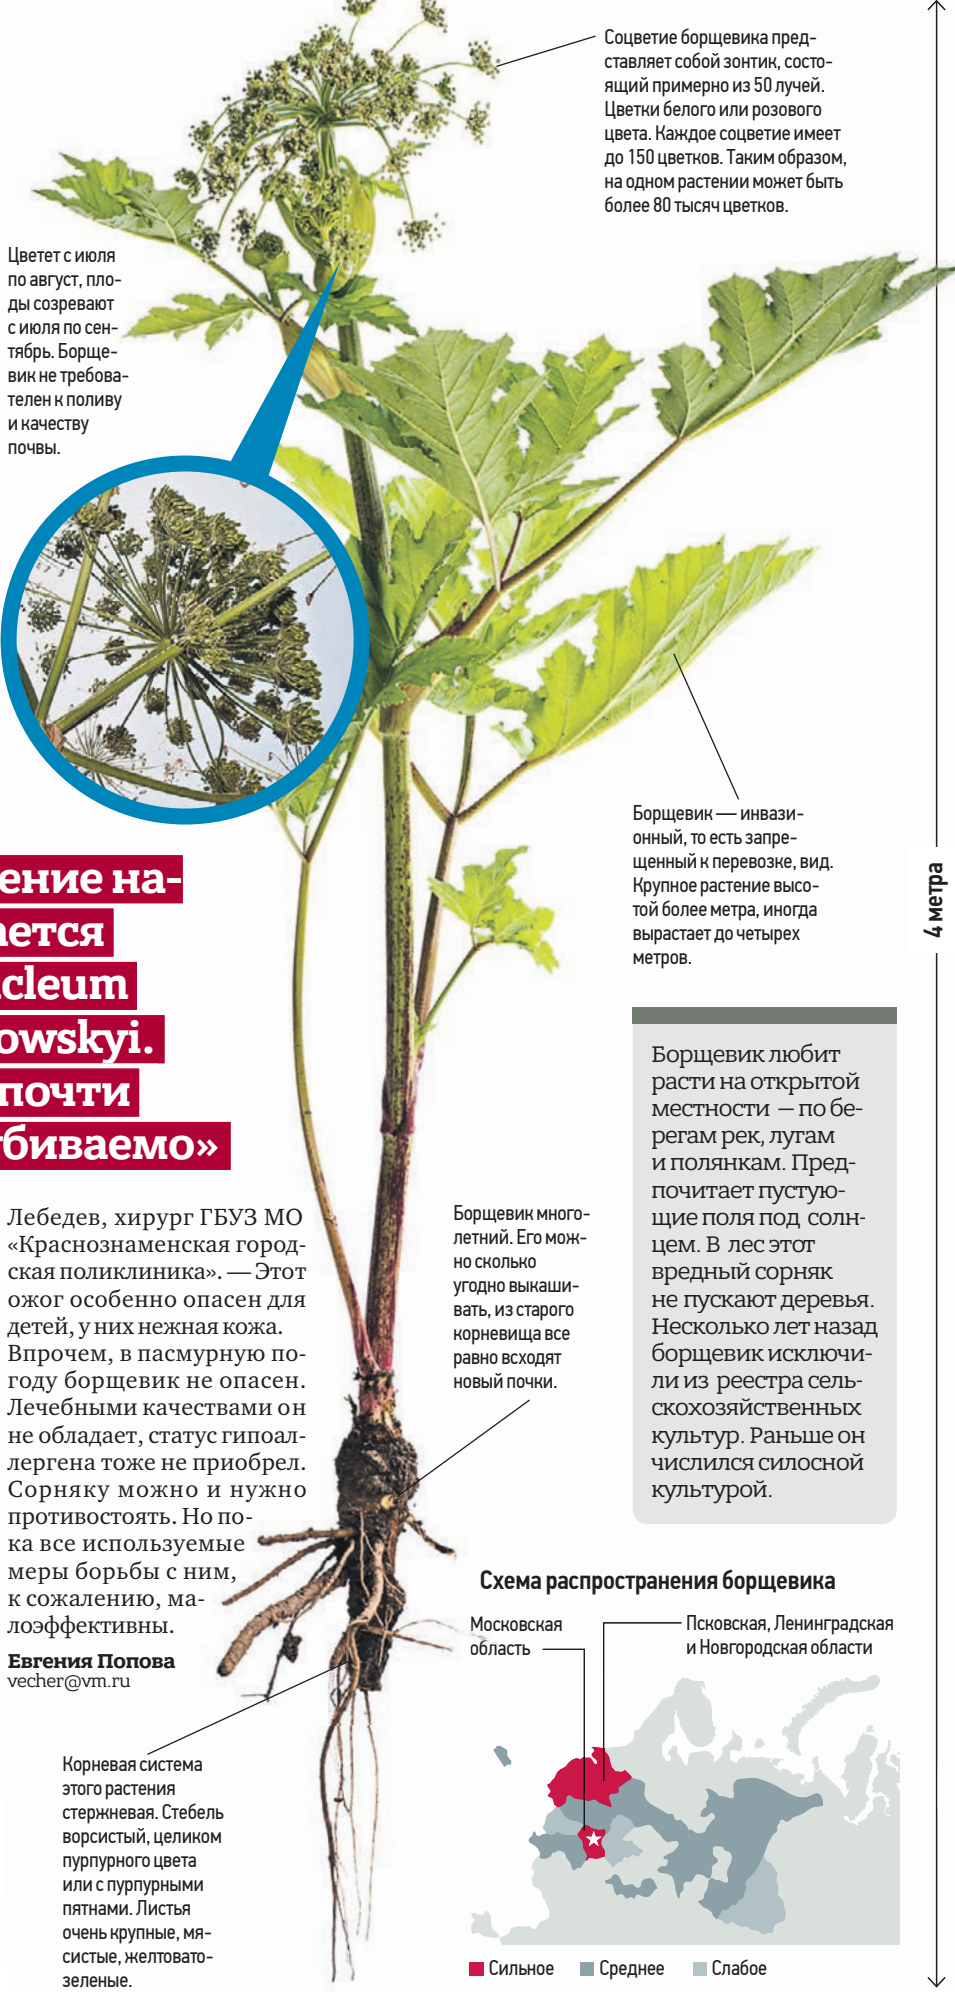 Соцветие борщевика пред-
ставляет собой зонтик, состо-
ящий примерно из 50 лучей.
Цветки белого или розового
цвета. Каждое соцветие имеет
до 150 цветков. Таким образом,
на одном растении может быть
более 80 тысяч цветков.
Цветет с июля
по август, пло-
ды созревают
с июля по сен-
тябрь. Борще-
вик не требова-
телен к поливу
и качеству
почвы.
Борщевик — инвази-
онный, то есть запре-
щенный к перевозке, вид.
Крупное растение высо-
той более метра, иногда
вырастает до четырех
метров.
4 метра
ение на-
ается
cleum
owskyi.
почти
биваемо»
Лебедев, хирург ГБУЗ МО
«Краснознаменская город-
ская поликлиника». — Этот
ожог особенно опасен для
детей, у них нежная кожа.
Впрочем, в пасмурную по-
году борщевик не опасен.
Лечебными качествами он
не обладает, статус гипоал-
лергена тоже не приобрел.
Сорняку можно и нужно
противостоять. Но по-
ка все используемые
меры борьбы с ним,
к сожалению, ма-
лоэффективны.
Евгения Попова
vecher@vm.ru
Борщевик много-
летний. Его мож-
но сколько
угодно выкаши-
вать, из старого
корневища все
равно всходят
новый почки.
Борщевик любит
расти на открытой
местности — по бе-
регам рек, лугам
и полянкам. Пред-
почитает пустую-
щие поля под солн-
цем. В лес этот
вредный сорняк
не пускают деревья.
Несколько лет назад
борщевик исключи-
ли из реестра сель-
скохозяйственных
культур. Раньше он
числился силосной
культурой.
Корневая система
этого растения
стержневая. Стебель
ворсистый, целиком
пурпурного цвета
или с пурпурными
пятнами. Листья
очень крупные, мя-
систые, желтовато-
зеленые.
Схема распространения борщевика
Московская
область
Псковская, Ленинградская
и Новгородская области
Сильное
Среднее
Слабое